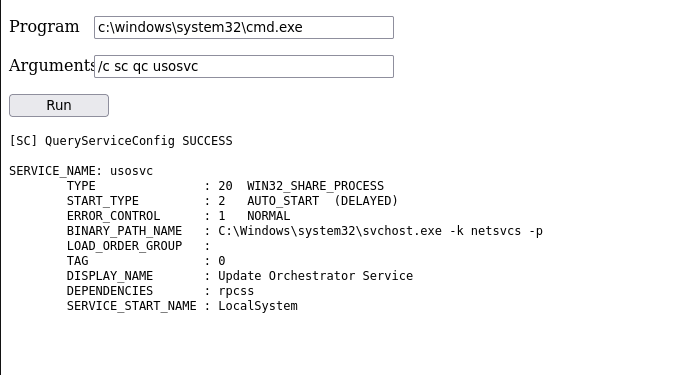 Program c:\windows\system32\cmd.exe
Arguments /c sc qc usosvc
Run
[SC] QueryServiceConfig SUCCESS
SERVICE_NAME: usosvc
        TYPE               : 20  WIN32_SHARE_PROCESS
        START_TYPE         : 2   AUTO_START  (DELAYED)
        ERROR_CONTROL      : 1   NORMAL
        BINARY_PATH_NAME   : C:\Windows\system32\svchost.exe -k netsvcs -p
        LOAD_ORDER_GROUP   :
        TAG                : 0
        DISPLAY_NAME       : Update Orchestrator Service
        DEPENDENCIES       : rpcss
        SERVICE_START_NAME : LocalSystem